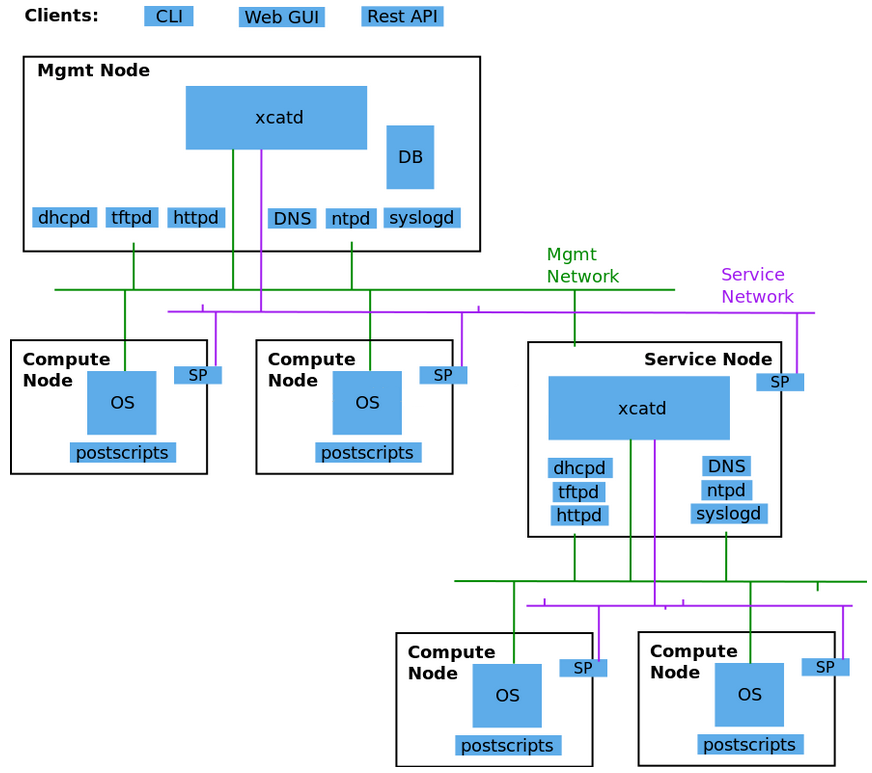 Clients:
CLI
Web GUI
Rest API
Mgmt Node
xcatd
DB
dhcpd
tftpd
httpd
DNS
ntpd
syslogd
Mgmt
Network
Service
Network
Compute
Node
SP
OS
postscripts
Compute
Node
SP
OS
postscripts
Service Node
SP
xcatd
dhcpd
tftpd
httpd
DNS
ntpd
syslogd
Compute
Node
SP
OS
postscripts
Compute
Node
SP
OS
postscripts